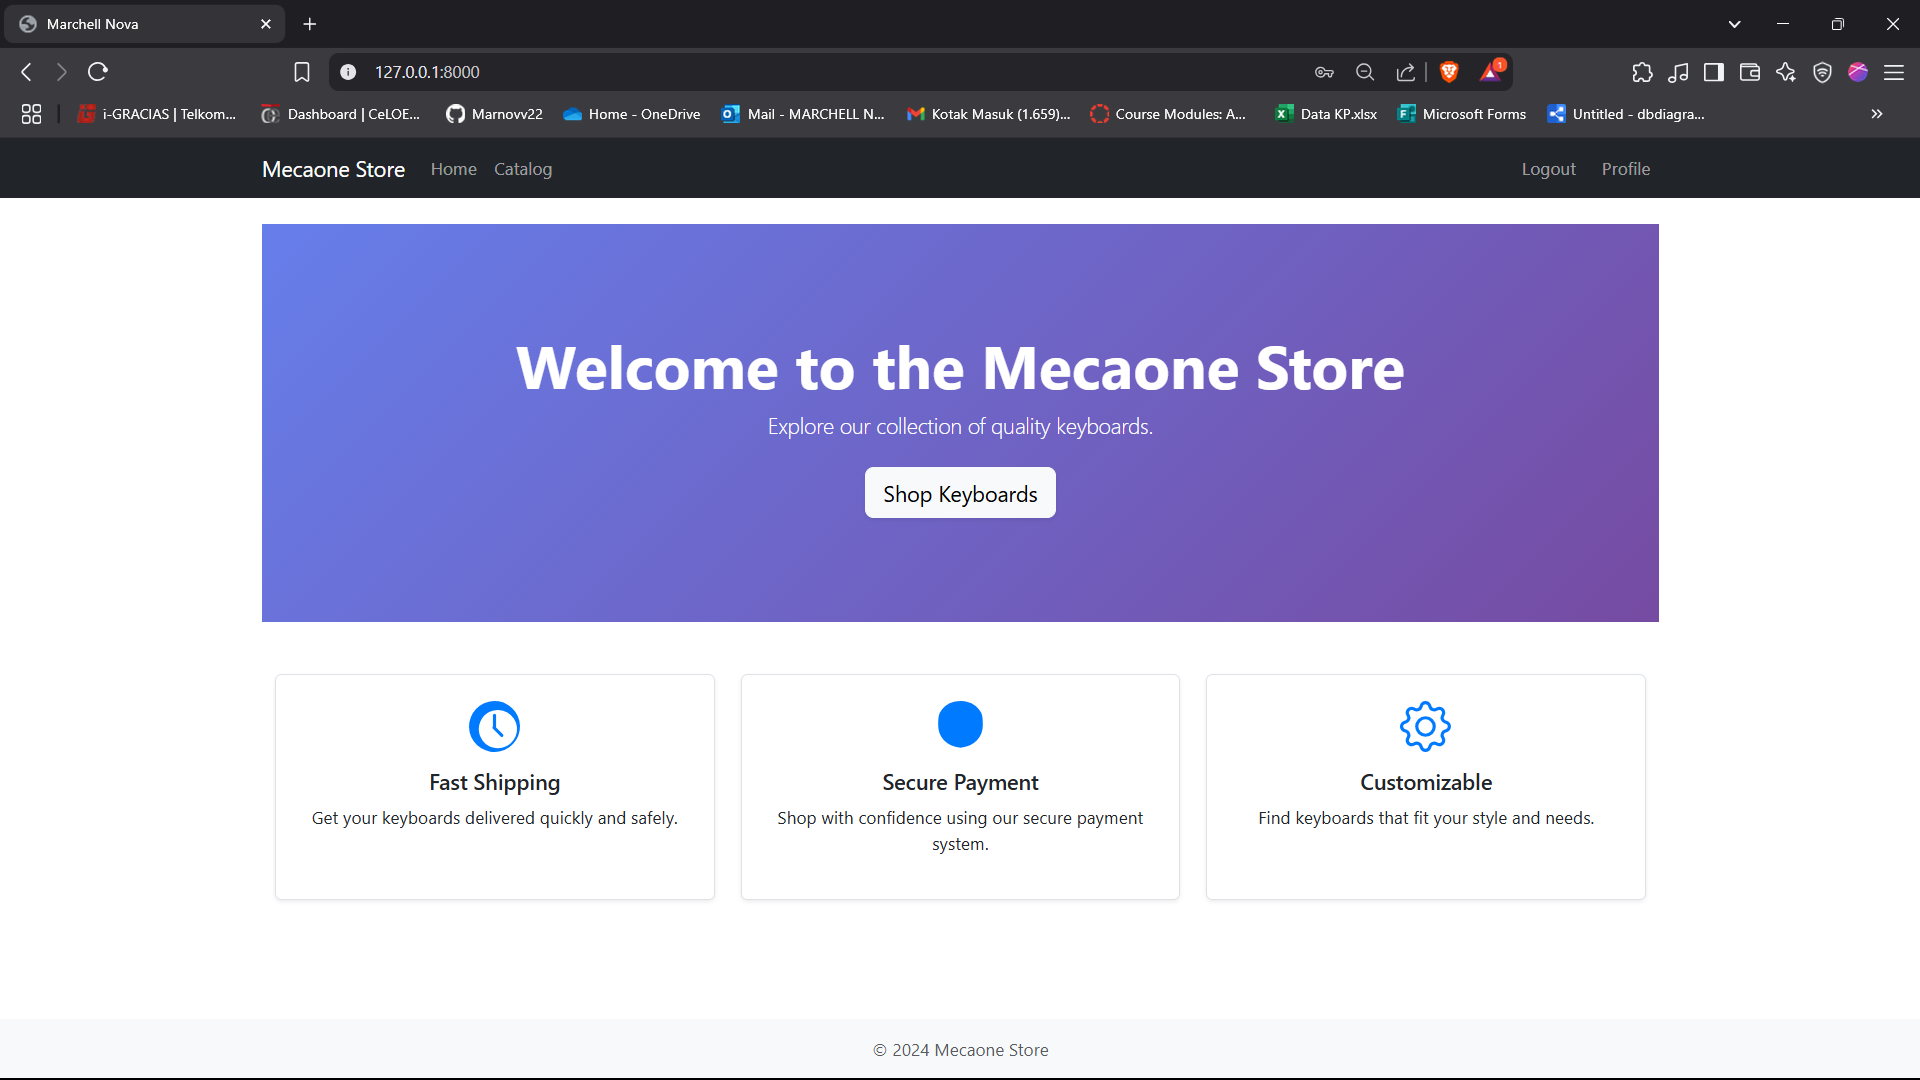 Marchell Nova
127.0.0.1:8000
1
i-GRACIAS | Telkom... Dashboard | CeLOE... Marnovv22 Home - OneDrive Mail - MARCHELL N... Kotak Masuk (1.659)... Course Modules: A... Data KP.xlsx Microsoft Forms Untitled - dbdiagra...
Mecaone Store Home Catalog Logout Profile
Welcome to the Mecaone Store
Explore our collection of quality keyboards.
Shop Keyboards
Fast Shipping
Get your keyboards delivered quickly and safely.
Secure Payment
Shop with confidence using our secure payment
system.
Customizable
Find keyboards that fit your style and needs.
© 2024 Mecaone Store